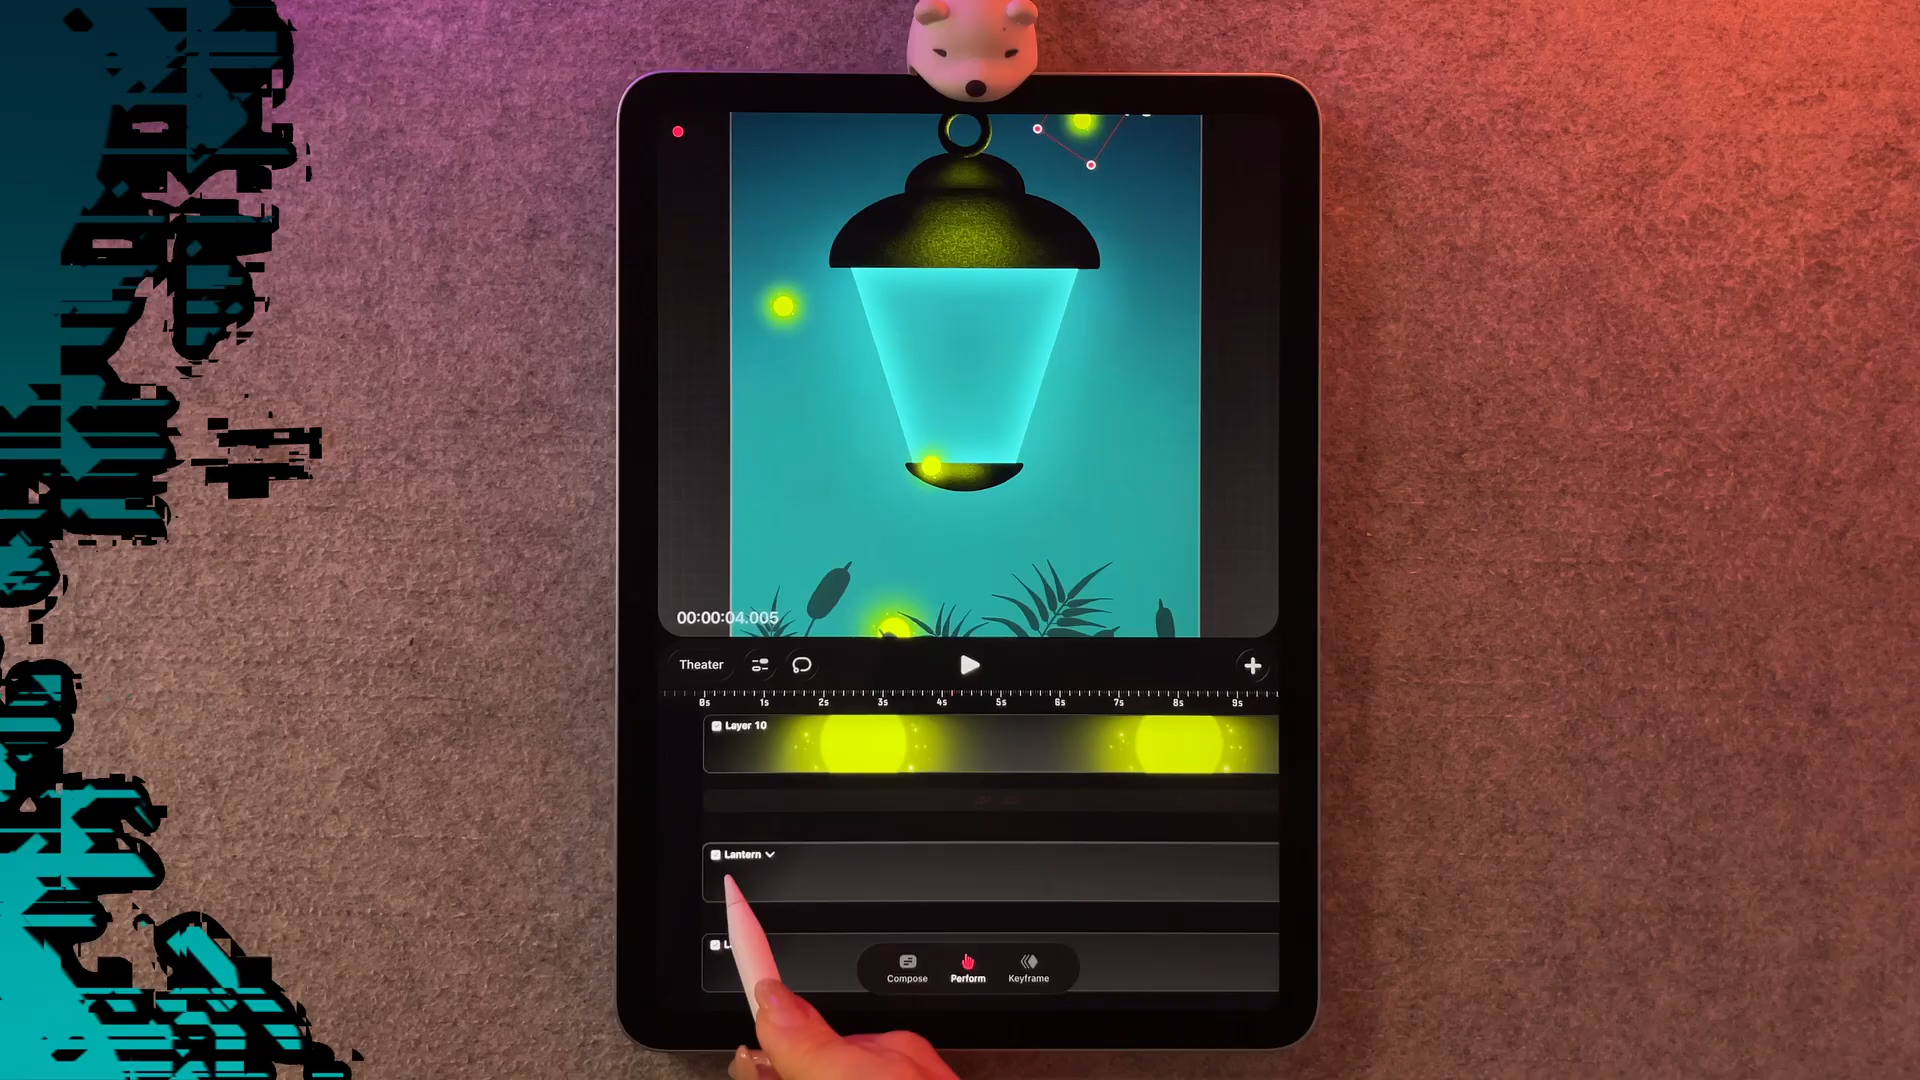 00:00:04.005
Theater
0s 1s 2s 3s 4s 5s 6s 7s 8s 9s
Layer 10
Lantern
Compose Perform Keyframe